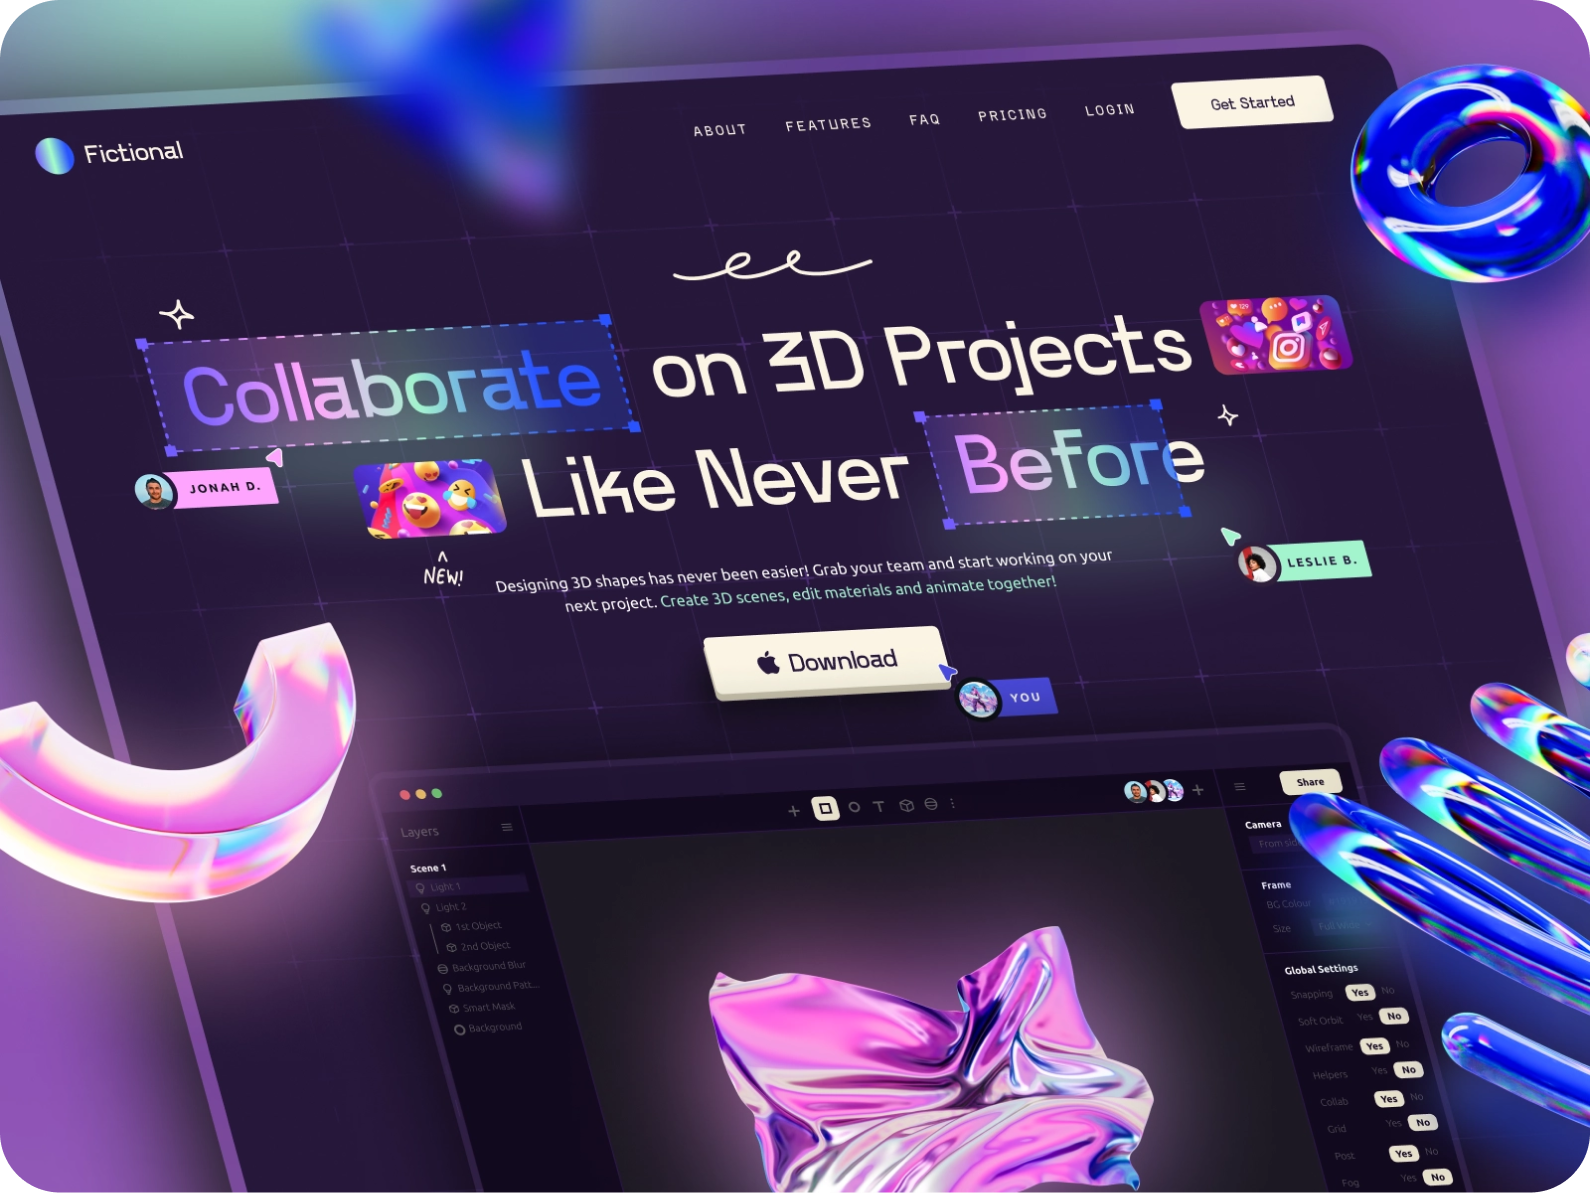 Fictional
ABOUT FEATURES FAQ PRICING LOGIN Get Started
Collaborate on 3D Projects
129
JONAH D.
Like Never Before
NEW!
LESLIE B.
Designing 3D shapes has never been easier! Grab your team and start working on your
next project. Create 3D scenes, edit materials and animate together!
Download
YOU
Share
Layers
Scene 1
Light 1
Light 2
1st Object
2nd Object
Background Blur
Background Patt...
Smart Mask
Background
Camera
From sid
Frame
BG Colour
Size Full
Global Settings
Snapping Yes No
Soft Orbit Yes No
Wireframe Yes No
Helpers Yes No
Collab Yes No
Grid Yes No
Post Yes No
Fog Yes No